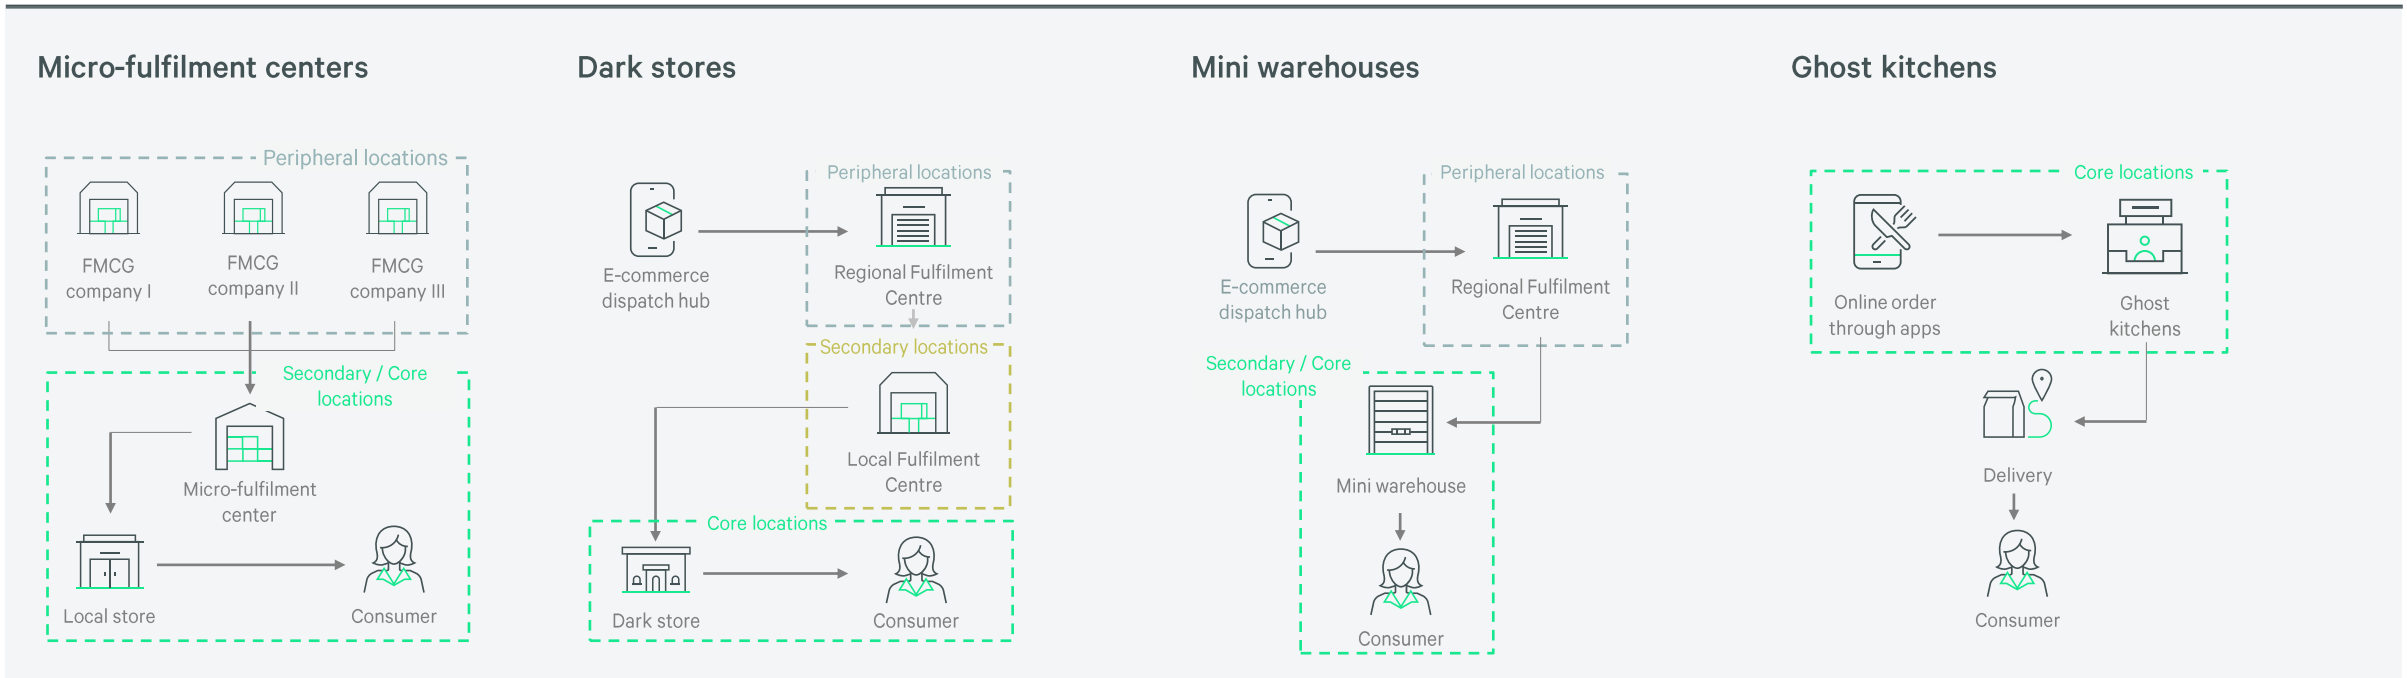 Micro-fulfilment centers
Peripheral locations
FMCG
company I
FMCG
company II
FMCG
company III
Secondary / Core
locations
Micro-fulfilment
center
Local store
Consumer
Dark stores
Peripheral locations
E-commerce
dispatch hub
Regional Fulfilment
Centre
Secondary locations
Local Fulfilment
Centre
Core locations
Dark store
Consumer
Mini warehouses
Peripheral locations
E-commerce
dispatch hub
Regional Fulfilment
Centre
Secondary / Core
locations
Mini warehouse
Consumer
Ghost kitchens
Core locations
Online order
through apps
Ghost
kitchens
Delivery
Consumer